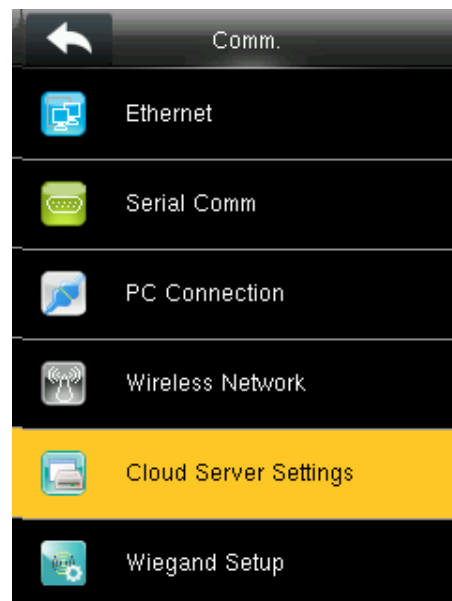 Comm.
Ethernet
Serial Comm
PC Connection
Wireless Network
Cloud Server Settings
Wiegand Setup